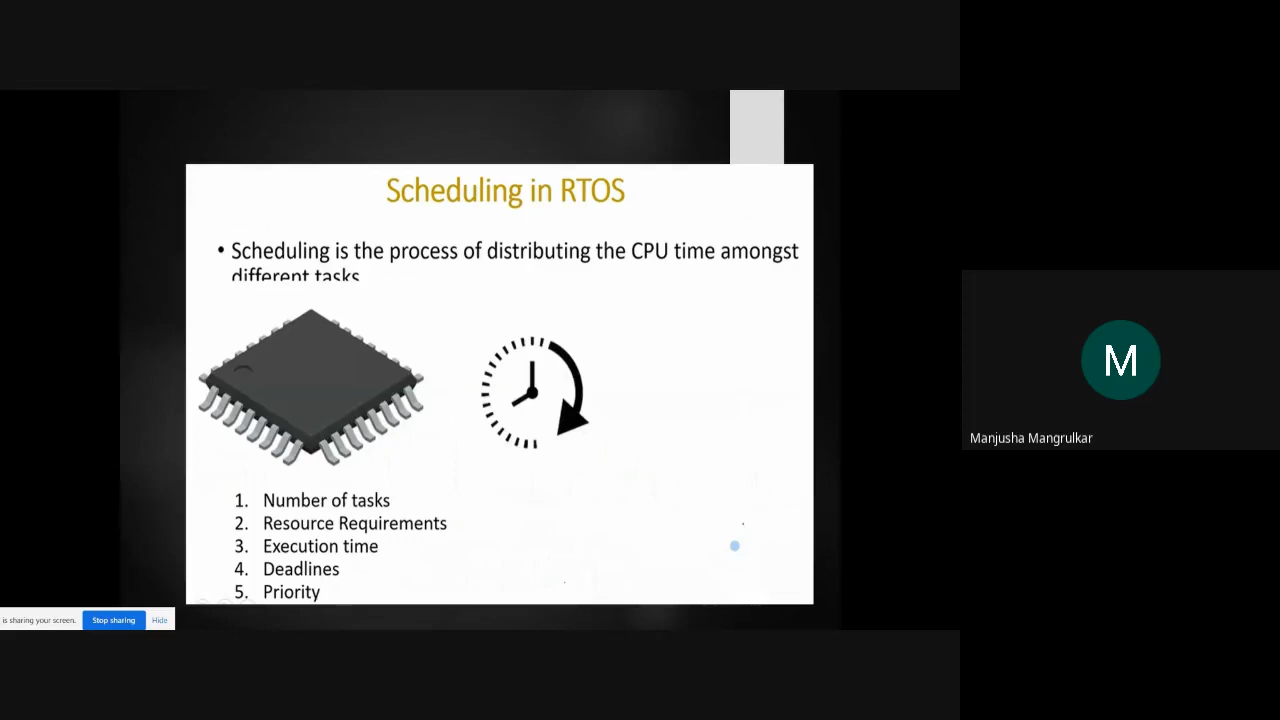 Scheduling in RTOS
• Scheduling is the process of distributing the CPU time amongst
different tasks
1. Number of tasks
2. Resource Requirements
3. Execution time
4. Deadlines
5. Priority
is sharing your screen. Stop sharing Hide
M
Manjusha Mangrulkar